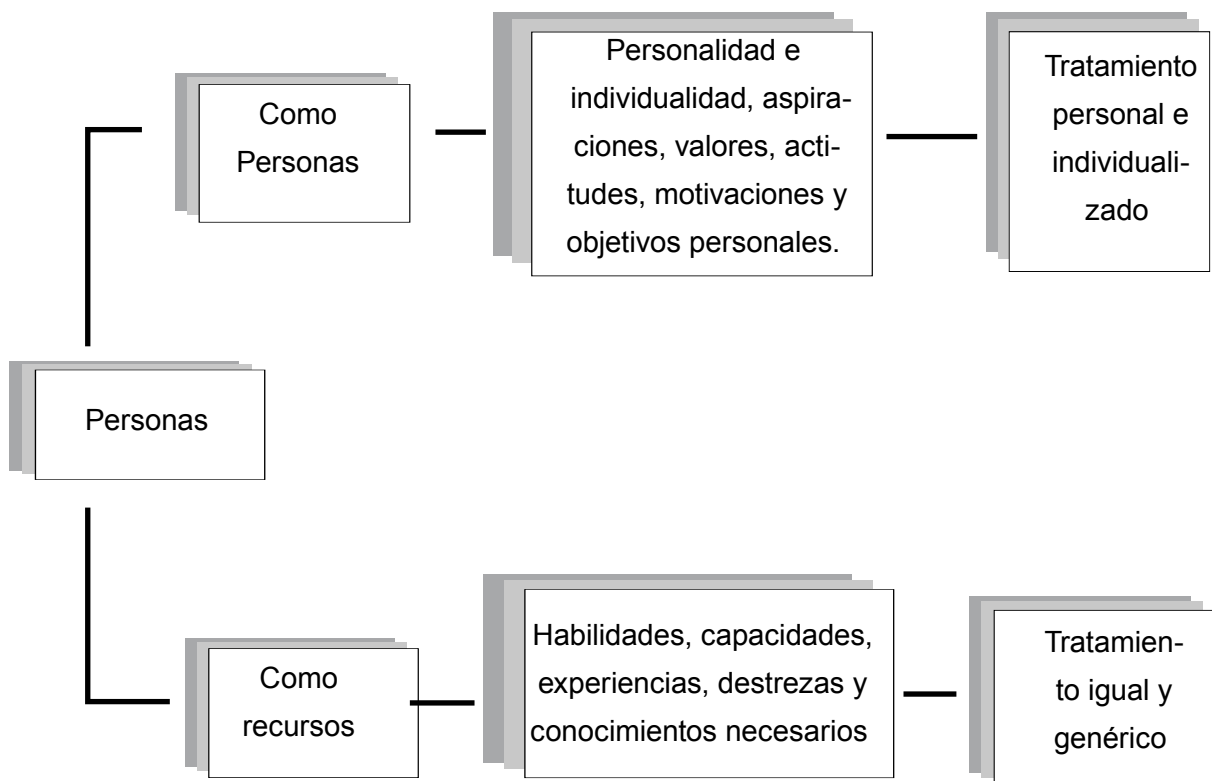 Como
Personas
Personalidad e
individualidad, aspira-
ciones, valores, acti-
tudes, motivaciones y
objetivos personales.
Tratamiento
personal e
individuali-
zado
Personas
Como
recursos
Habilidades, capacidades,
experiencias, destrezas y
conocimientos necesarios
Tratamien-
to igual y
genérico